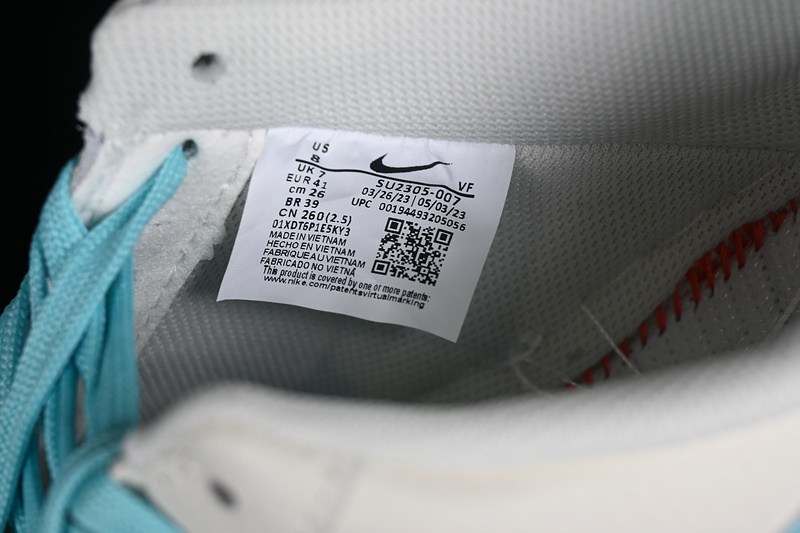 US
8
UK 7
EUR 41
cm 26
BR 39
CN 260(2.5)
01XDT6P1E5KY3
MADE IN VIETNAM
HECHO EN VIETNAM
FABRIQUE AU VIETNAM
FABRICADO NO VIETNÃ
This product is covered by one or more patents:
www.nike.com/patentsvirtualmarking
VF
SU2305-007
03/26/23 | 05/03/23
UPC 00194493205056